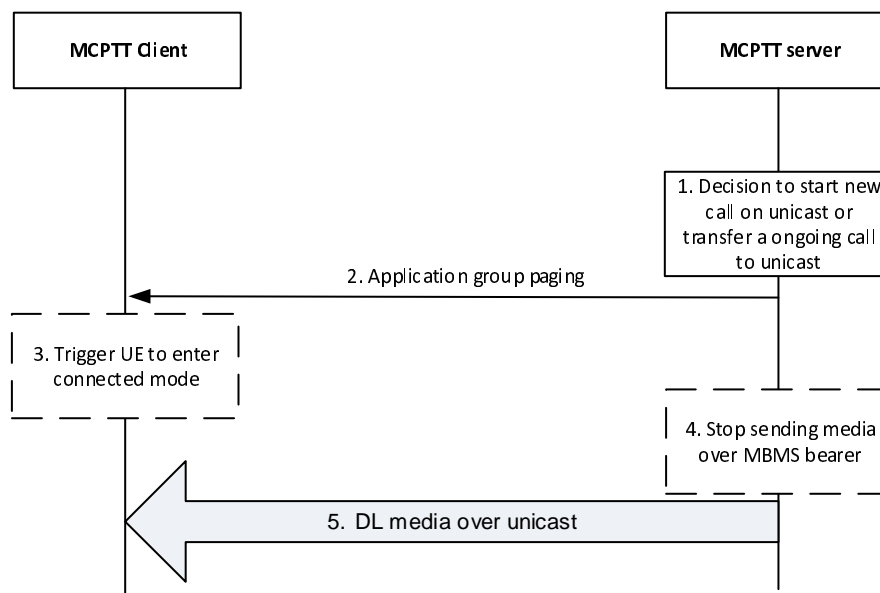 MCPTT Client
MCPTT server
1. Decision to start new
call on unicast or
transfer a ongoing call
to unicast
2. Application group paging
3. Trigger UE to enter
connected mode
4. Stop sending media
over MBMS bearer
5. DL media over unicast